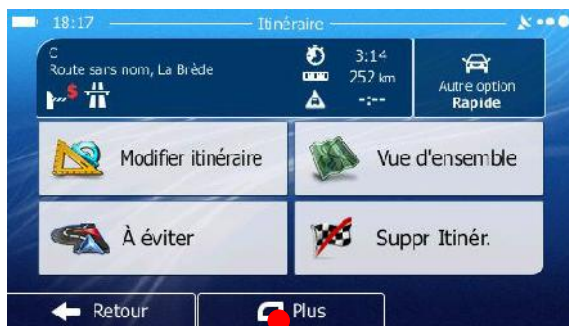 18:17
Itinéraire
C
Route sans nom, La Brède
$
3:14
252 km
-:--
Autre option
Rapide
Modifier itinéraire
Vue d'ensemble
À éviter
Suppr Itinér.
Retour
Plus